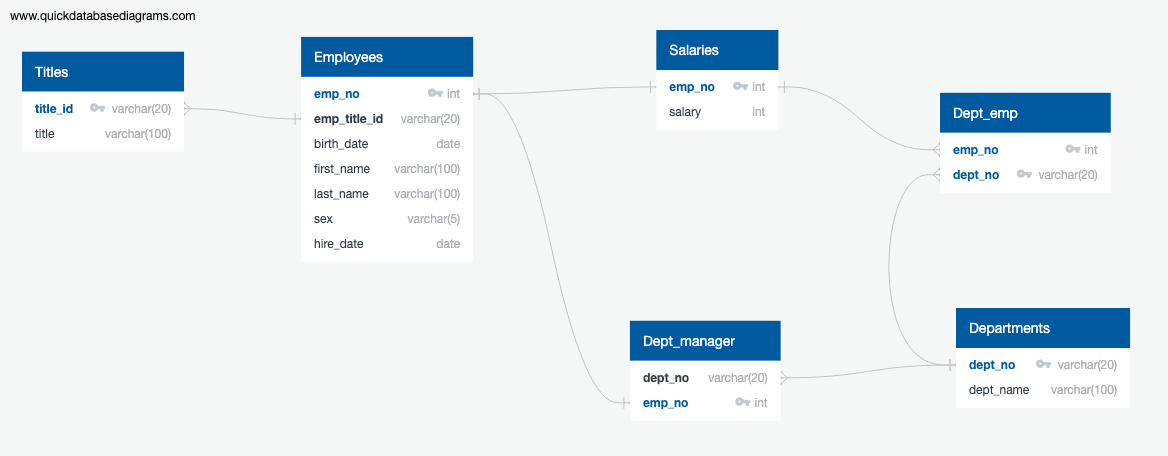 www.quickdatabasediagrams.com
Titles
title_id varchar(20)
title varchar(100)
Employees
emp_no int
emp_title_id varchar(20)
birth_date date
first_name varchar(100)
last_name varchar(100)
sex varchar(5)
hire_date date
Salaries
emp_no int
salary int
Dept_emp
emp_no int
dept_no varchar(20)
Dept_manager
dept_no varchar(20)
emp_no int
Departments
dept_no varchar(20)
dept_name varchar(100)